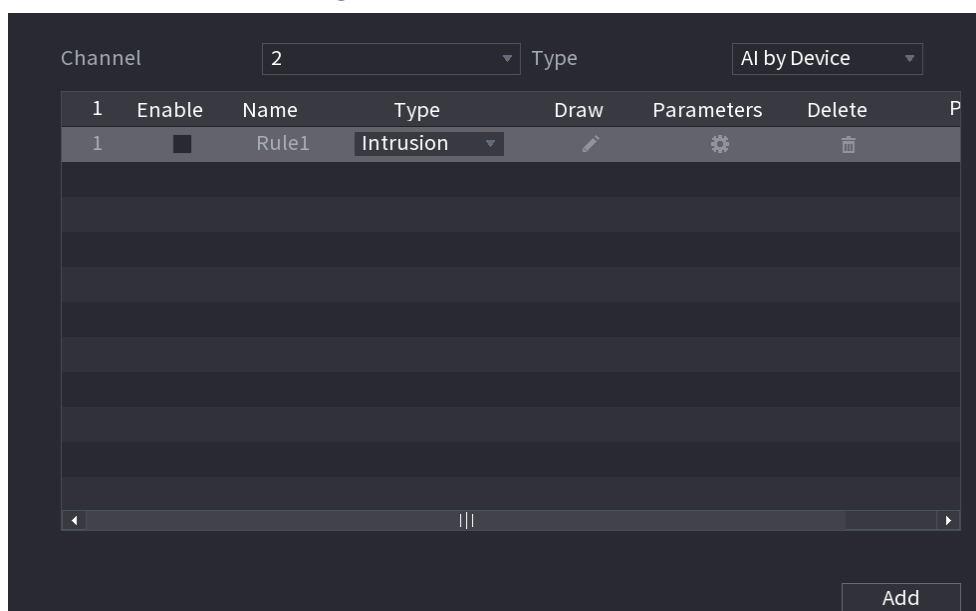 Channel 2 Type AI by Device
1 Enable Name Type Draw Parameters Delete P
1 Rule1 Intrusion
Add